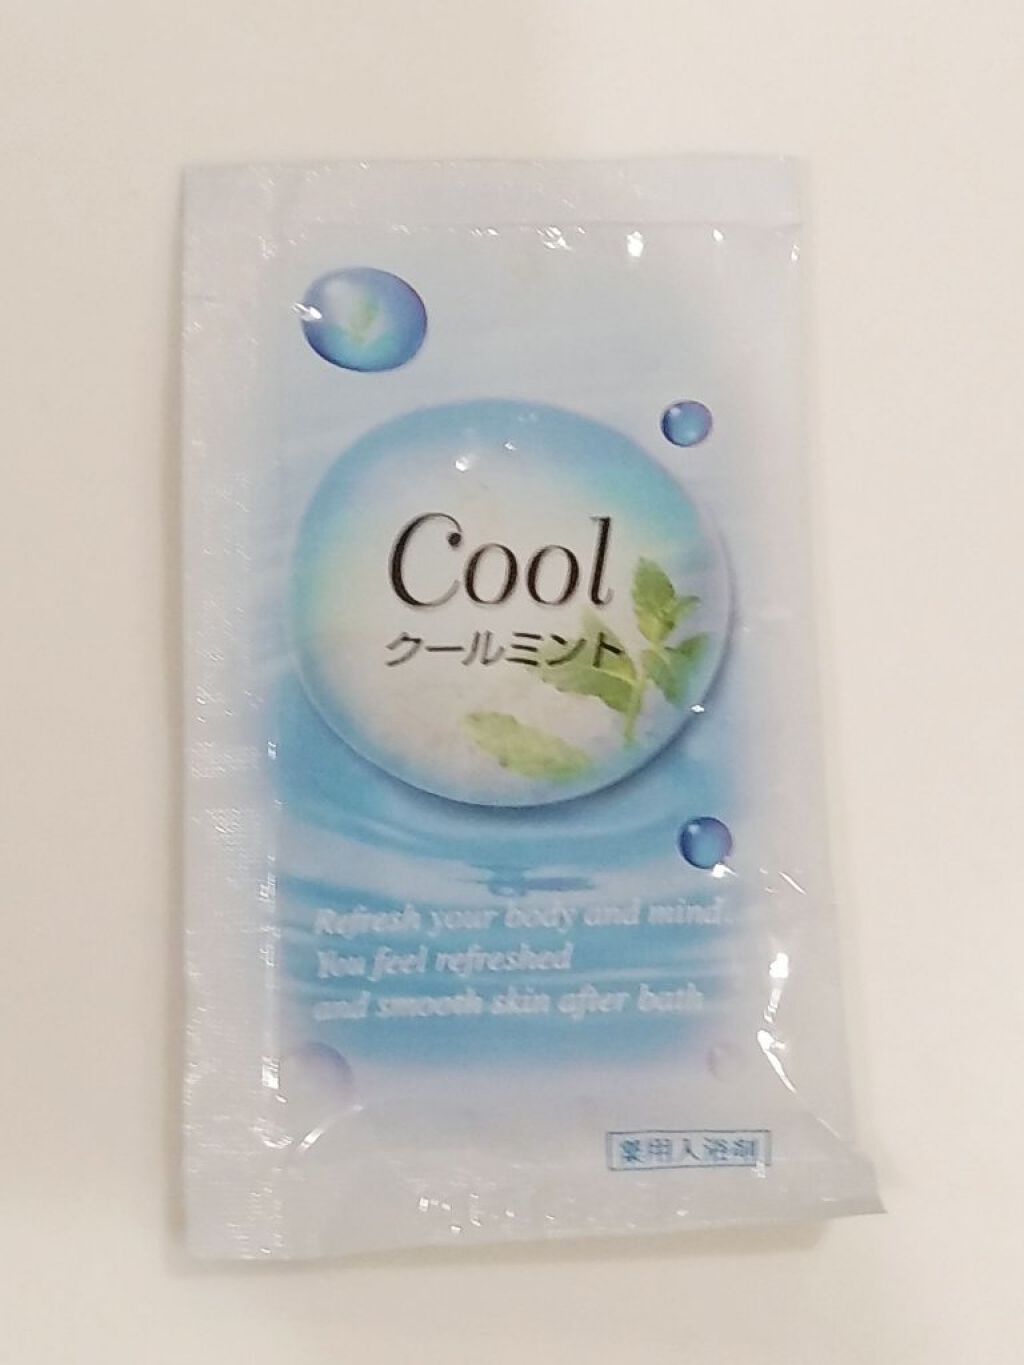 Cool
クールミント
Refresh your body and mind.
You feel refreshed
and smooth skin after bath
薬用入浴剤